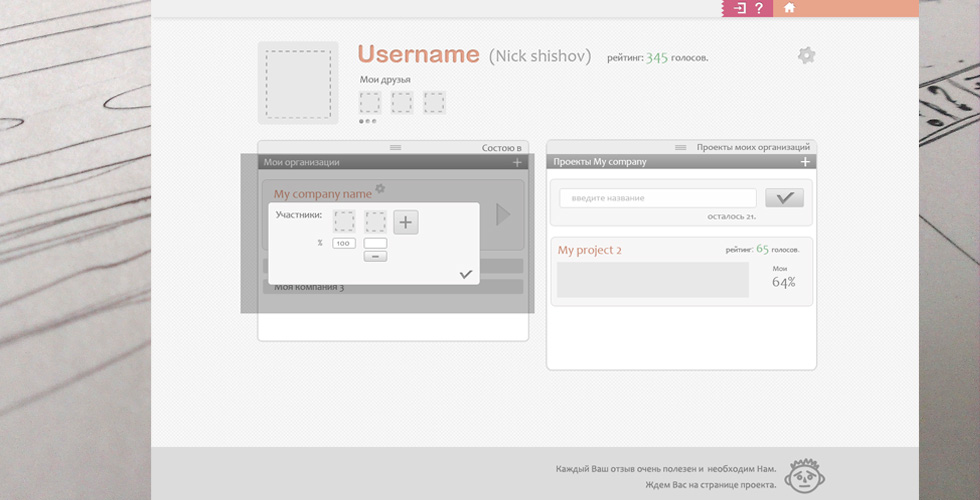 ?
Username (Nick shishov) рейтинг: 345 голосов.
Мои друзья
Состою в
Мои организации +
My company name
Участники:
+
% 100
–
Моя компания 3
Проекты моих организаций
Проекты My company +
введите название
осталось 21.
My project 2 рейтинг: 65 голосов.
Мои
64%
Каждый Ваш отзыв очень полезен и необходим Нам.
Ждем Вас на странице проекта.